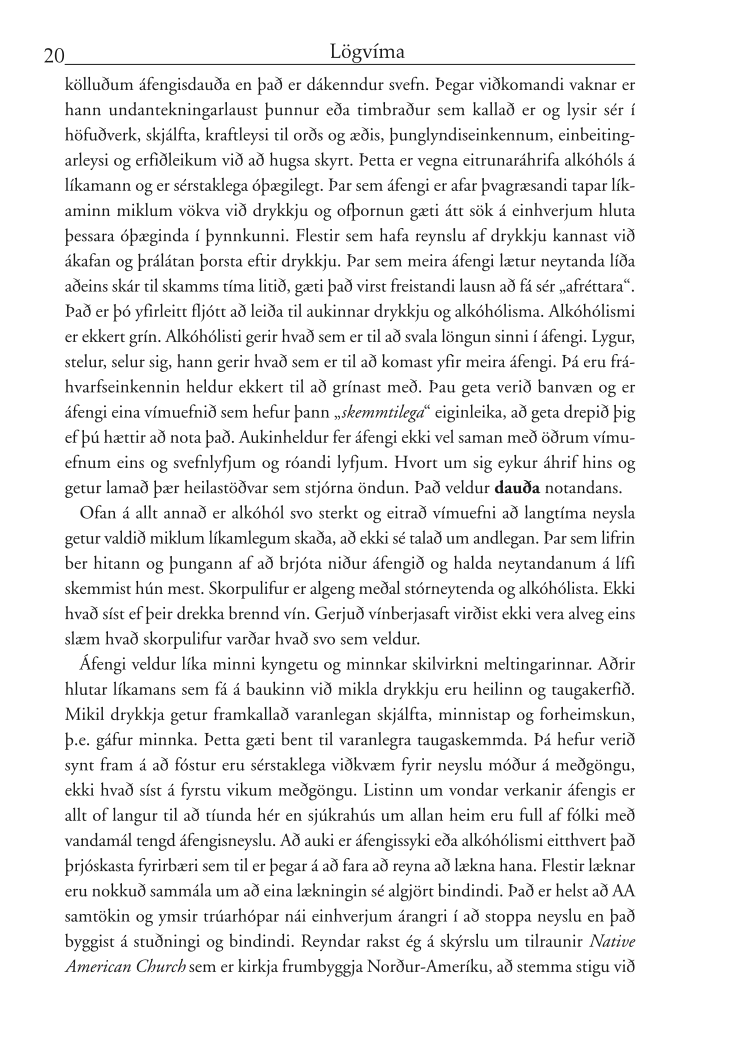 20
Lögvíma
kölluðum áfengisdauða en það er dákenndur svefn. Þegar viðkomandi vaknar er
hann undantekningarlaust þunnur eða timbraður sem kallað er og lysir sér í
höfuðverk, skjálfta, kraftleysi til orðs og æðis, þunglyndiseinkennum, einbeiting-
arleysi og erfiðleikum við að hugsa skyrt. Þetta er vegna eitrunaráhrifa alkóhóls á
líkamann og er sérstaklega óþægilegt. Þar sem áfengi er afar þvagræsandi tapar lík-
aminn miklum vökva við drykkju og ofþornun gæti átt sök á einhverjum hluta
þessara óþæginda í þynnkunni. Flestir sem hafa reynslu af drykkju kannast við
ákafan og þrálátan þorsta eftir drykkju. Þar sem meira áfengi lætur neytanda líða
aðeins skár til skamms tíma litið, gæti það virst freistandi lausn að fá sér „afréttara“.
Það er þó yfirleitt fljótt að leiða til aukinnar drykkju og alkóhólisma. Alkóhólismi
er ekkert grín. Alkóhólisti gerir hvað sem er til að svala löngun sinni í áfengi. Lygur,
stelur, selur sig, hann gerir hvað sem er til að komast yfir meira áfengi. Þá eru frá-
hvarfseinkennin heldur ekkert til að grínast með. Þau geta verið banvæn og er
áfengi eina vímuefnið sem hefur þann „skemmtilega“ eiginleika, að geta drepið þig
ef þú hættir að nota það. Aukinheldur fer áfengi ekki vel saman með öðrum vímu-
efnum eins og svefnlyfjum og róandi lyfjum. Hvort um sig eykur áhrif hins og
getur lamað þær heilastöðvar sem stjórna öndun. Það veldur dauða notandans.
Ofan á allt annað er alkóhól svo sterkt og eitrað vímuefni að langtíma neysla
getur valdið miklum líkamlegum skaða, að ekki sé talað um andlegan. Þar sem lifrin
ber hitann og þungann af að brjóta niður áfengið og halda neytandanum á lífi
skemmist hún mest. Skorpulifur er algeng meðal stórneytenda og alkóhólista. Ekki
hvað síst ef þeir drekka brennd vín. Gerjuð vínberjasaft virðist ekki vera alveg eins
slæm hvað skorpulifur varðar hvað svo sem veldur.
Áfengi veldur líka minni kyngetu og minnkar skilvirkni meltingarinnar. Aðrir
hlutar líkamans sem fá á baukinn við mikla drykkju eru heilinn og taugakerfið.
Mikil drykkja getur framkallað varanlegan skjálfta, minnistap og forheimskun,
þ.e. gáfur minnka. Þetta gæti bent til varanlegra taugaskemmda. Þá hefur verið
synt fram á að fóstur eru sérstaklega viðkvæm fyrir neyslu móður á meðgöngu,
ekki hvað síst á fyrstu vikum meðgöngu. Listinn um vondar verkanir áfengis er
allt of langur til að tíunda hér en sjúkrahús um allan heim eru full af fólki með
vandamál tengd áfengisneyslu. Að auki er áfengissyki eða alkóhólismi eitthvert það
þrjóskasta fyrirbæri sem til er þegar á að fara að reyna að lækna hana. Flestir læknar
eru nokkuð sammála um að eina lækningin sé algjört bindindi. Það er helst að AA
samtökin og ymsir trúarhópar nái einhverjum árangri í að stoppa neyslu en það
byggist á stuðningi og bindindi. Reyndar rakst ég á skýrslu um tilraunir Native
American Church sem er kirkja frumbyggja Norður-Ameríku, að stemma stigu við